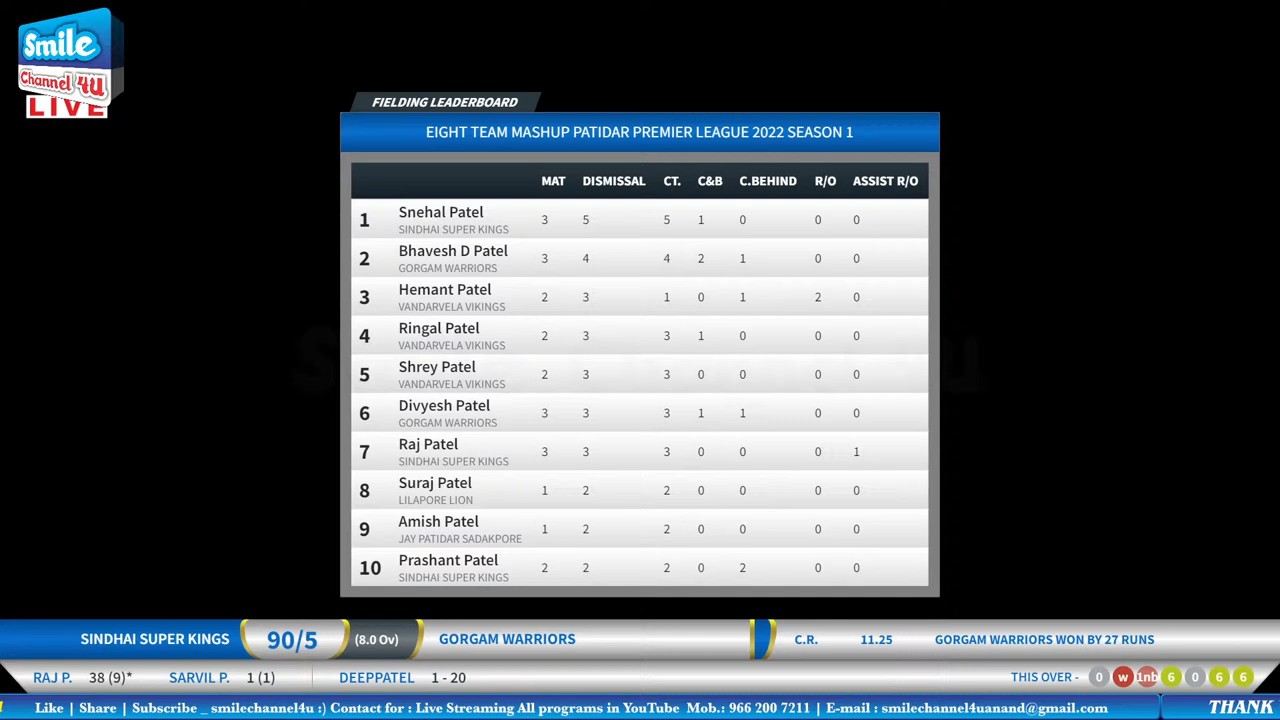 Smile
Channel 4U
LIVE
FIELDING LEADERBOARD
EIGHT TEAM MASHUP PATIDAR PREMIER LEAGUE 2022 SEASON 1
MAT DISMISSAL CT. C&B C.BEHIND R/O ASSIST R/O
1 Snehal Patel 3 5 5 1 0 0 0
SINDHAI SUPER KINGS
2 Bhavesh D Patel 3 4 4 2 1 0 0
GORGAM WARRIORS
3 Hemant Patel 2 3 1 0 1 2 0
VANDARVELA VIKINGS
4 Ringal Patel 2 3 3 1 0 0 0
VANDARVELA VIKINGS
5 Shrey Patel 2 3 3 0 0 0 0
VANDARVELA VIKINGS
6 Divyesh Patel 3 3 3 1 1 0 0
GORGAM WARRIORS
7 Raj Patel 3 3 3 0 0 0 1
SINDHAI SUPER KINGS
8 Suraj Patel 1 2 2 0 0 0 0
LILAPORE LION
9 Amish Patel 1 2 2 0 0 0 0
JAY PATIDAR SADAKPORE
10 Prashant Patel 2 2 2 0 2 0 0
SINDHAI SUPER KINGS
SINDHAI SUPER KINGS 90/5 (8.0 Ov) GORGAM WARRIORS C.R. 11.25 GORGAM WARRIORS WON BY 27 RUNS
RAJ P. 38 (9)* SARVIL P. 1 (1) DEEPPATEL 1 - 20 THIS OVER - 0 w 1nb 6 0 6 6
! Like | Share | Subscribe _ smilechannel4u :) Contact for : Live Streaming All programs in YouTube Mob.: 966 200 7211 | E-mail : smilechannel4uanand@gmail.com THANK